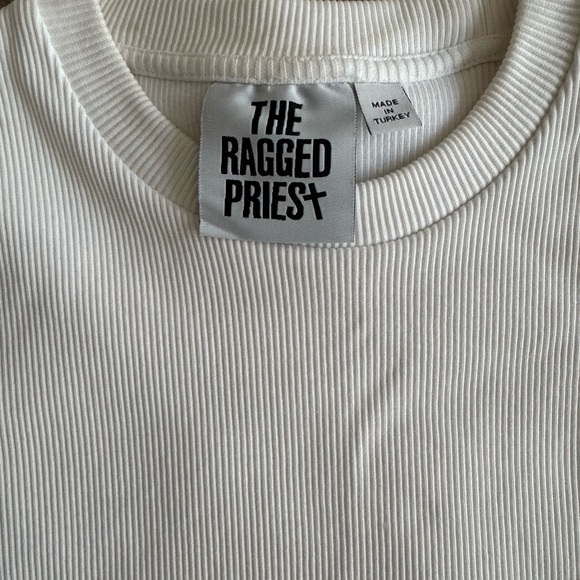 THE
RAGGED
PRIEST
MADE
IN
TURKEY